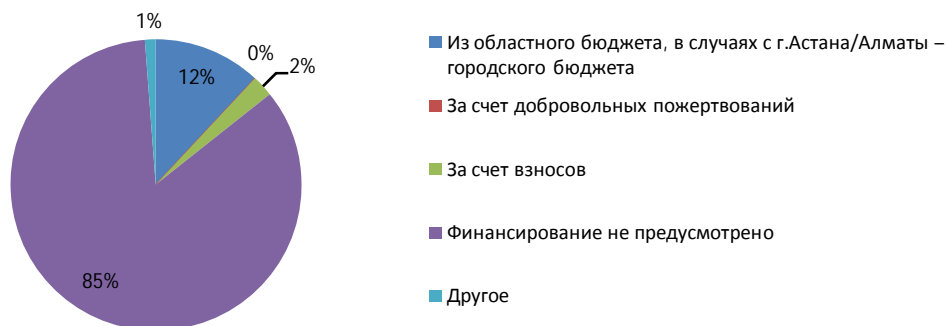 1%
0%
2%
12%
85%
Из областного бюджета, в случаях с г.Астана/Алматы –
городского бюджета
За счет добровольных пожертвований
За счет взносов
Финансирование не предусмотрено
Другое